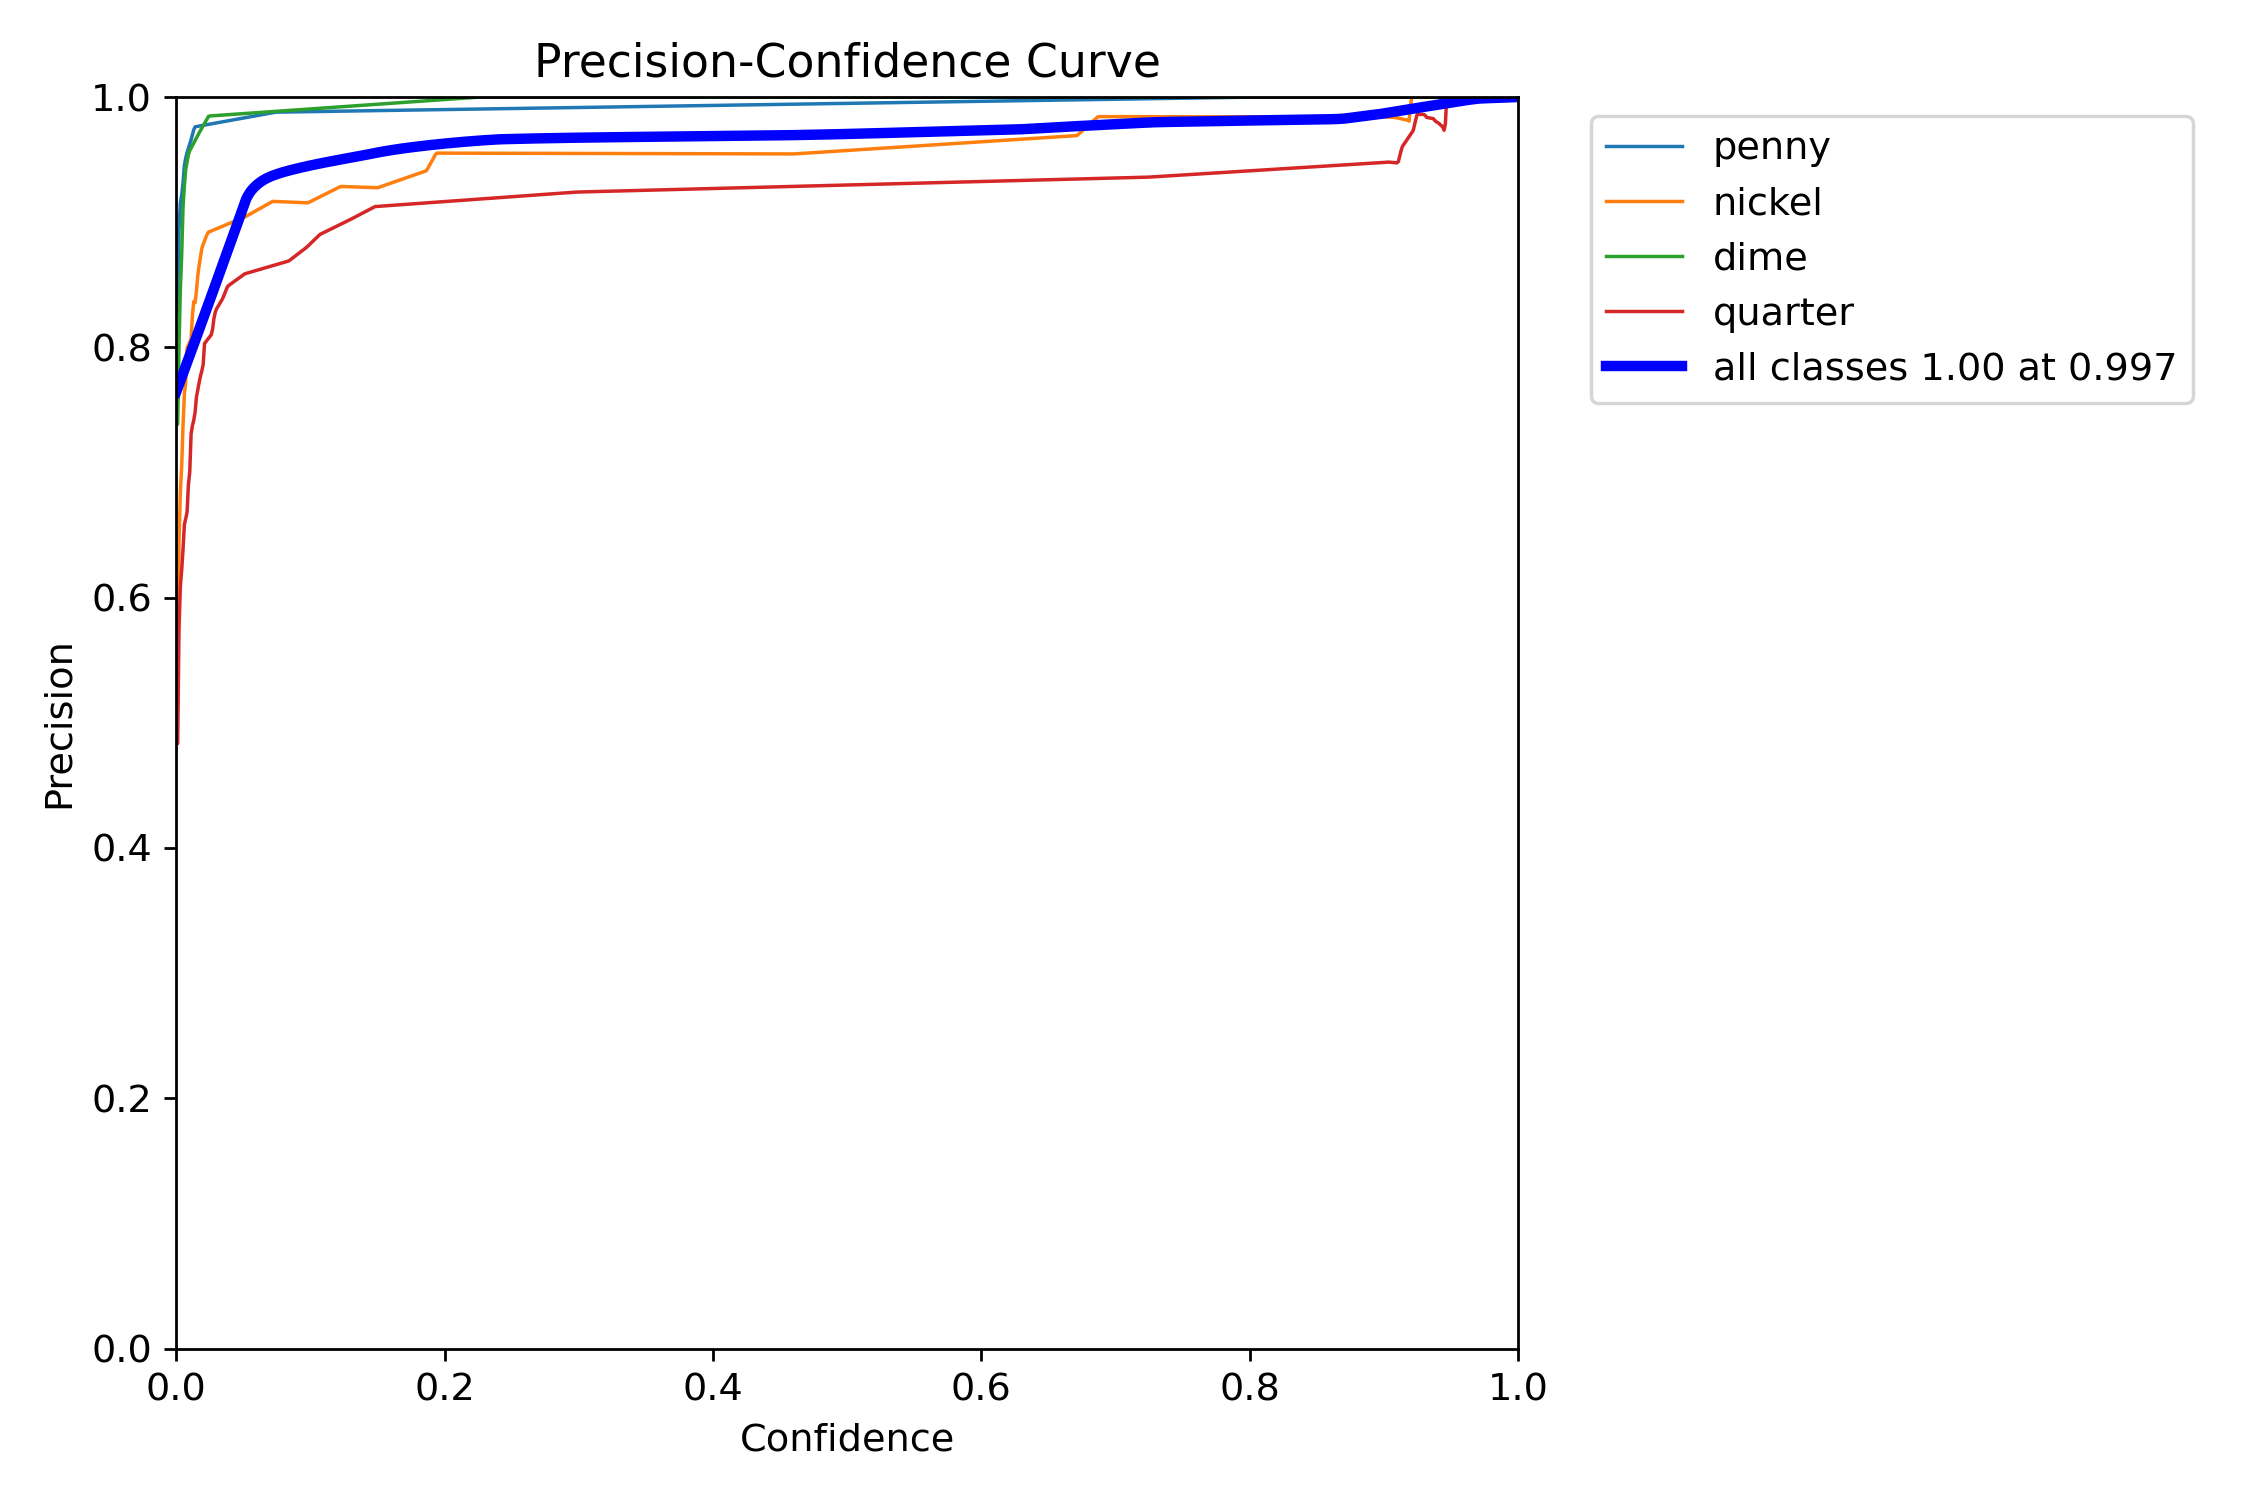 Precision-Confidence Curve
1.0
0.8
0.6
0.4
0.2
0.0
Precision
0.0 0.2 0.4 0.6 0.8 1.0
Confidence
penny
nickel
dime
quarter
all classes 1.00 at 0.997